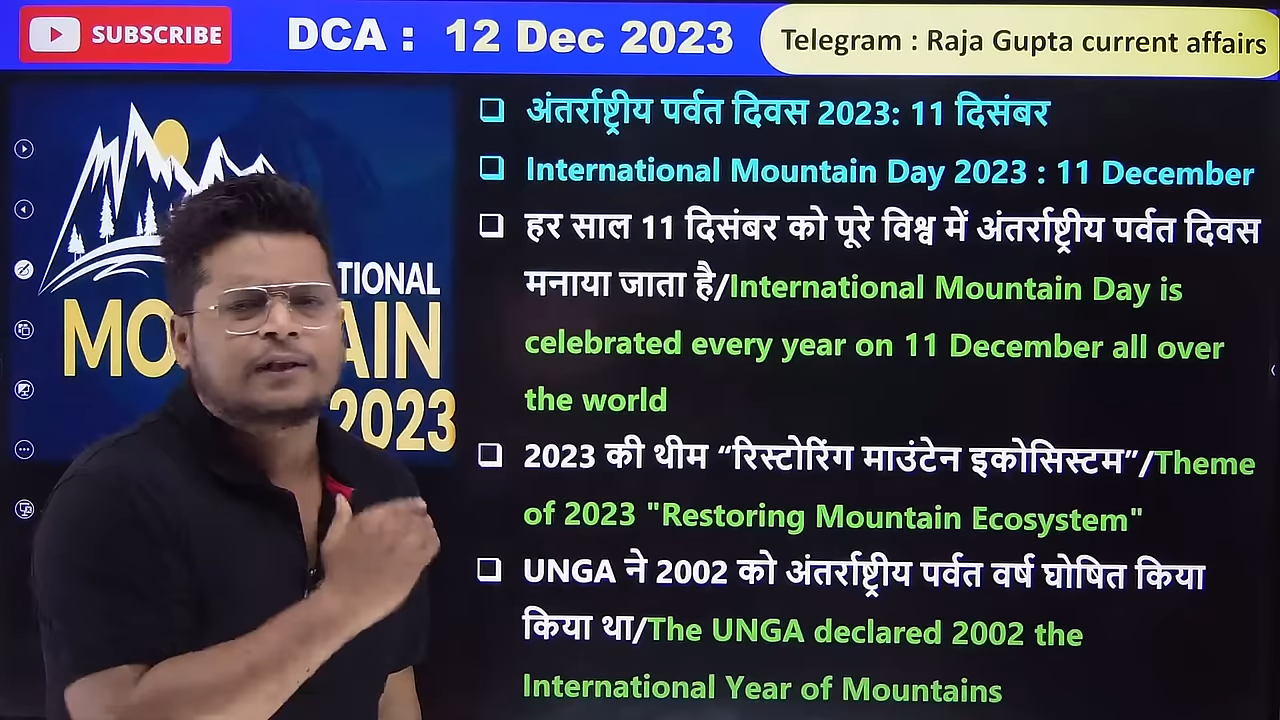 SUBSCRIBE
DCA : 12 Dec 2023
Telegram : Raja Gupta current affairs
TIONAL
MO AIN
2023
अंतर्राष्ट्रीय पर्वत दिवस 2023: 11 दिसंबर
International Mountain Day 2023 : 11 December
हर साल 11 दिसंबर को पूरे विश्व में अंतर्राष्ट्रीय पर्वत दिवस
मनाया जाता है/International Mountain Day is
celebrated every year on 11 December all over
the world
2023 की थीम “रिस्टोरिंग माउंटेन इकोसिस्टम”/Theme
of 2023 "Restoring Mountain Ecosystem"
UNGA ने 2002 को अंतर्राष्ट्रीय पर्वत वर्ष घोषित किया
किया था/The UNGA declared 2002 the
International Year of Mountains